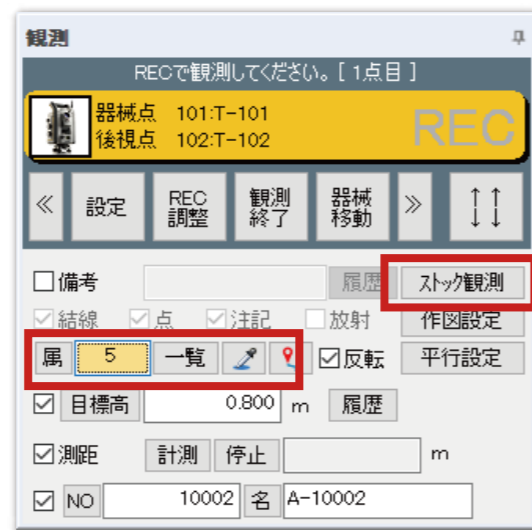 観測
RECで観測してください。[ 1点目 ]
器械点 101:T-101 REC
後視点 102:T-102
≪ 設定 REC調整 観測終了 器械移動 ≫ ↑↑↓↓
備考 履歴 ストック観測
結線 点 注記 放射 作図設定
属 5 一覧 反転 平行設定
目標高 0.800 m 履歴
測距 計測 停止 m
NO 10002 名 A-10002